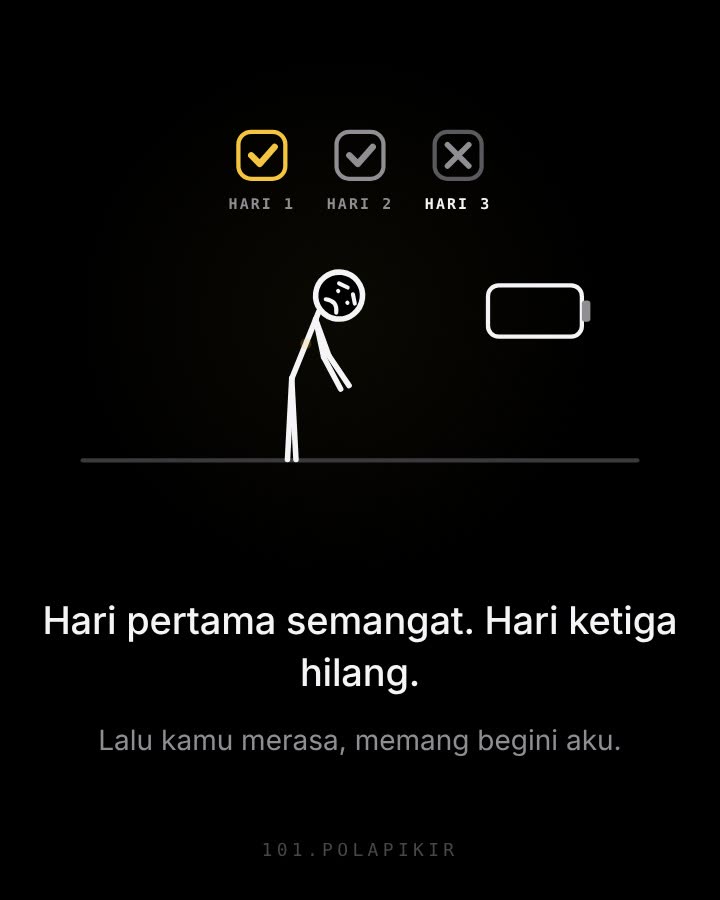 HARI 1 HARI 2 HARI 3
Hari pertama semangat. Hari ketiga
hilang.
Lalu kamu merasa, memang begini aku.
101.POLAPIKIR